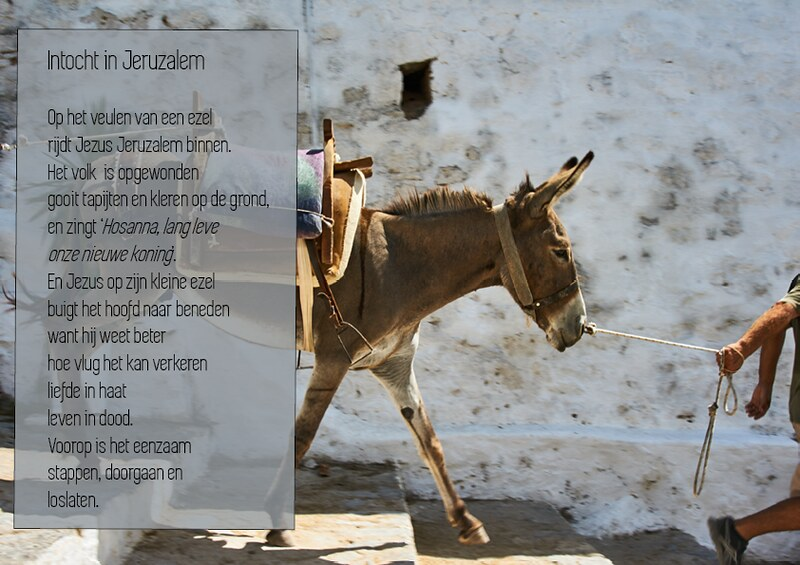 Intocht in Jeruzalem
Op het veulen van een ezel
rijdt Jezus Jeruzalem binnen.
Het volk is opgewonden
gooit tapijten en kleren op de grond,
en zingt 'Hosanna, lang leve
onze nieuwe koning'.
En Jezus op zijn kleine ezel
buigt het hoofd naar beneden
want hij weet beter
hoe vlug het kan verkeren
liefde in haat
leven in dood.
Voorop is het eenzaam
stappen, doorgaan en
loslaten.